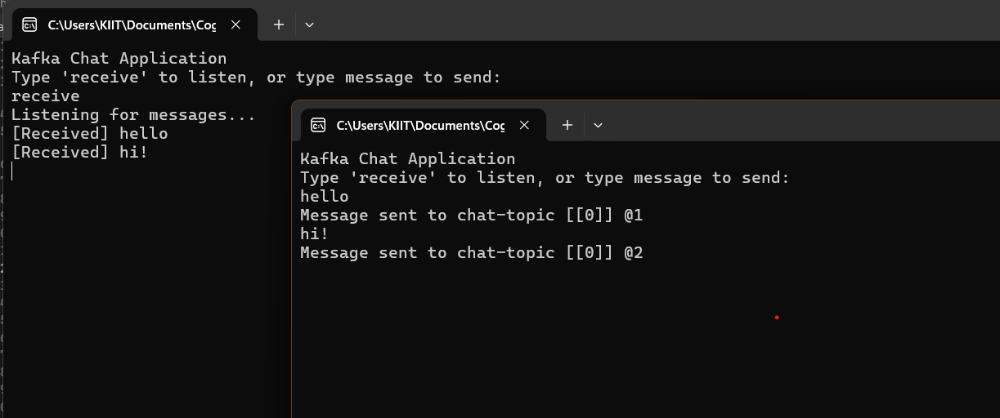 C:\Users\KIIT\Documents\Cog
Kafka Chat Application
Type 'receive' to listen, or type message to send:
receive
Listening for messages...
[Received] hello
[Received] hi!
C:\Users\KIIT\Documents\Cog
Kafka Chat Application
Type 'receive' to listen, or type message to send:
hello
Message sent to chat-topic [[0]] @1
hi!
Message sent to chat-topic [[0]] @2